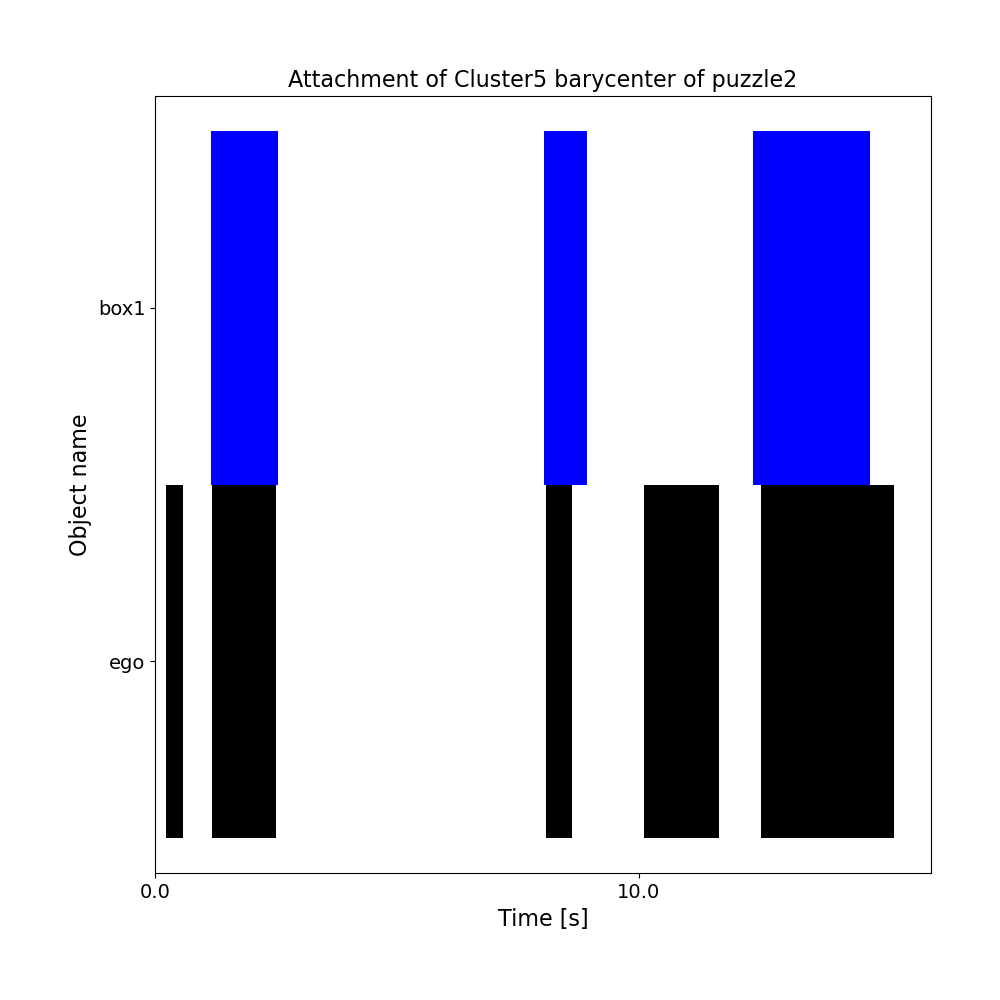 Attachment of Cluster5 barycenter of puzzle2
box1
ego
Object name
0.0
10.0
Time [s]